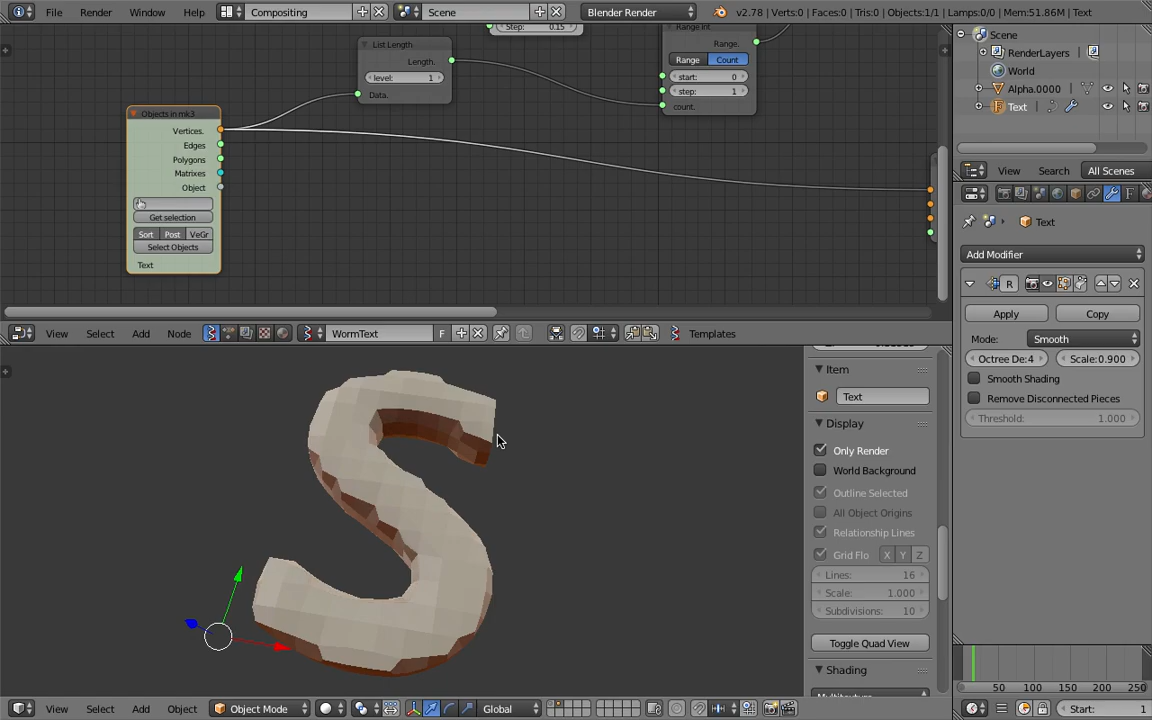 File
Render
Window
Help
Compositing
Scene
Blender Render
v2.78 | Verts:0 | Faces:0 | Tris:0 | Objects:1/1 | Lamps:0/0 | Mem:51.86M | Text
Step: 0.15
List Length
Length.
level: 1
Data.
Range Int
Range.
Range
Count
start: 0
step: 1
count.
Objects in mk3
Vertices.
Edges
Polygons
Matrixes
Object
Get selection
Sort
Post
VeGr
Select Objects
Text
View
Select
Add
Node
WormText
F
Templates
Item
Text
Display
Only Render
World Background
Outline Selected
All Object Origins
Relationship Lines
Grid Flo
X
Y
Z
Lines: 16
Scale: 1.000
Subdivisions: 10
Toggle Quad View
Shading
View
Select
Add
Object
Object Mode
Global
Scene
RenderLayers
World
Alpha.0000
Text
View
Search
All Scenes
Text
Add Modifier
R
Apply
Copy
Mode:
Smooth
Octree De:4
Scale:0.900
Smooth Shading
Remove Disconnected Pieces
Threshold: 1.000
50
100
150
200
250
Start: 1